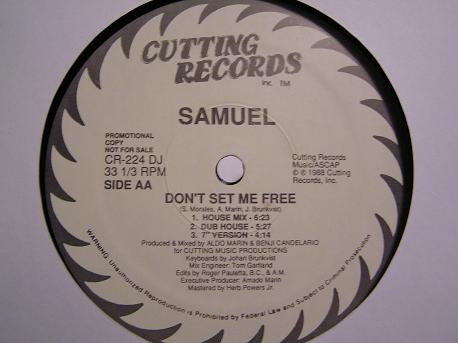 CUTTING
RECORDS
Inc. TM
SAMUEL
PROMOTIONAL
COPY
NOT FOR SALE
CR-224 DJ
33 1/3 RPM
SIDE AA
Cutting Records
Music/ASCAP
© ℗ 1988 Cutting
Records, Inc.
DON'T SET ME FREE
(S. Morales, A. Marin, J. Brunkvist)
1. HOUSE MIX - 6:23
2. DUB HOUSE - 5:27
3. 7" VERSION - 4:14
Produced & Mixed by ALDO MARIN & BENJI CANDELARIO
for CUTTING MUSIC PRODUCTIONS
Keyboards by Johan Brunkvist
Mix Engineer: Tom Gartland
Edits by Roger Pauletta, B.C., & A.M.
Executive Producer: Amado Marin
Mastered by Herb Powers Jr.
WARNING: Unauthorized Reproduction is Prohibited by Federal Law and Subject to Criminal Prosecution